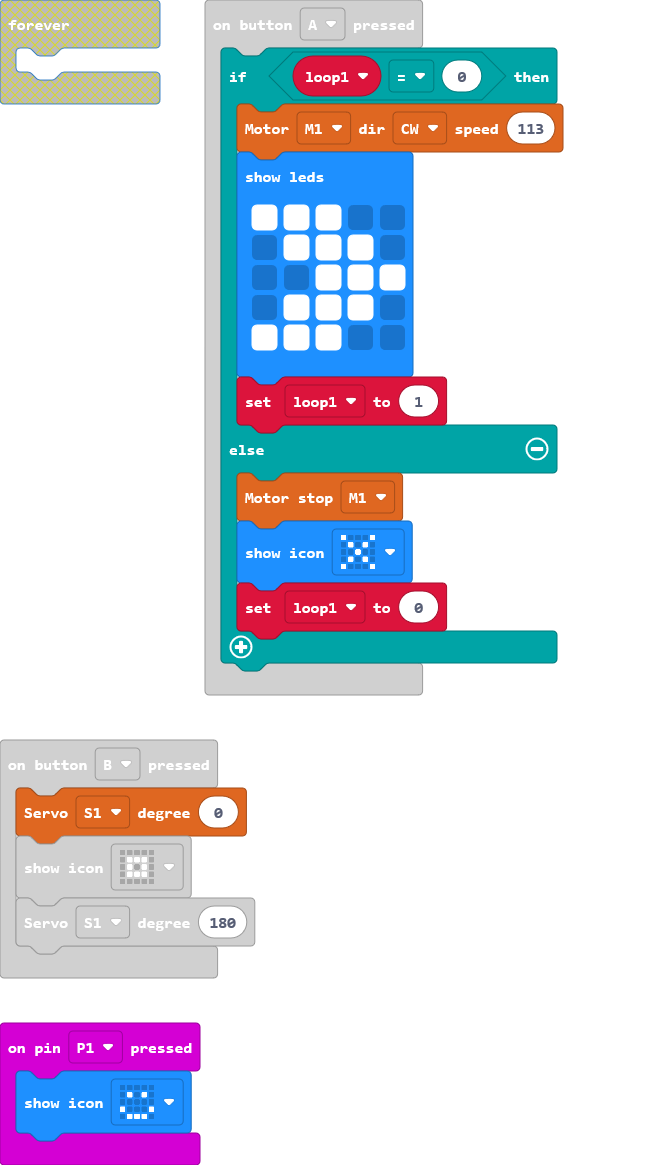 forever
on button A pressed
if loop1 = 0 then
Motor M1 dir CW speed 113
show leds
set loop1 to 1
else
Motor stop M1
show icon
set loop1 to 0
on button B pressed
Servo S1 degree 0
show icon
Servo S1 degree 180
on pin P1 pressed
show icon